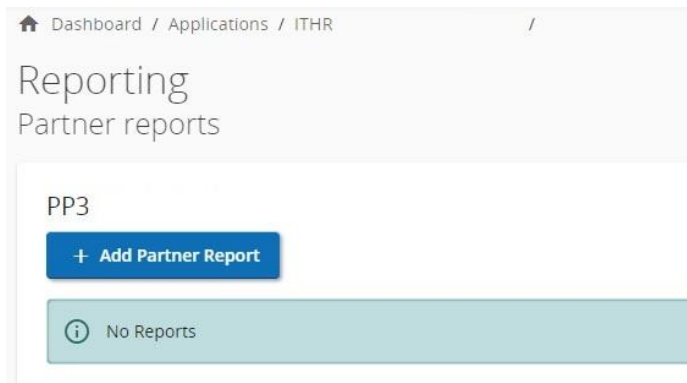 Dashboard / Applications / ITHR /
Reporting
Partner reports
PP3
+ Add Partner Report
No Reports